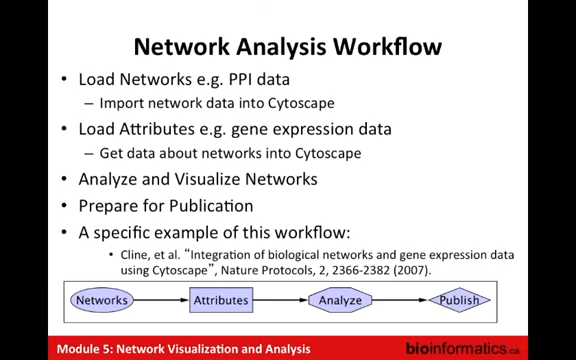 Network Analysis Workflow
• Load Networks e.g. PPI data
– Import network data into Cytoscape
• Load Attributes e.g. gene expression data
– Get data about networks into Cytoscape
• Analyze and Visualize Networks
• Prepare for Publication
• A specific example of this workflow:
• Cline, et al. “Integration of biological networks and gene expression data
using Cytoscape”, Nature Protocols, 2, 2366-2382 (2007).
Networks Attributes Analyze Publish
Module 5: Network Visualization and Analysis bioinformatics.ca